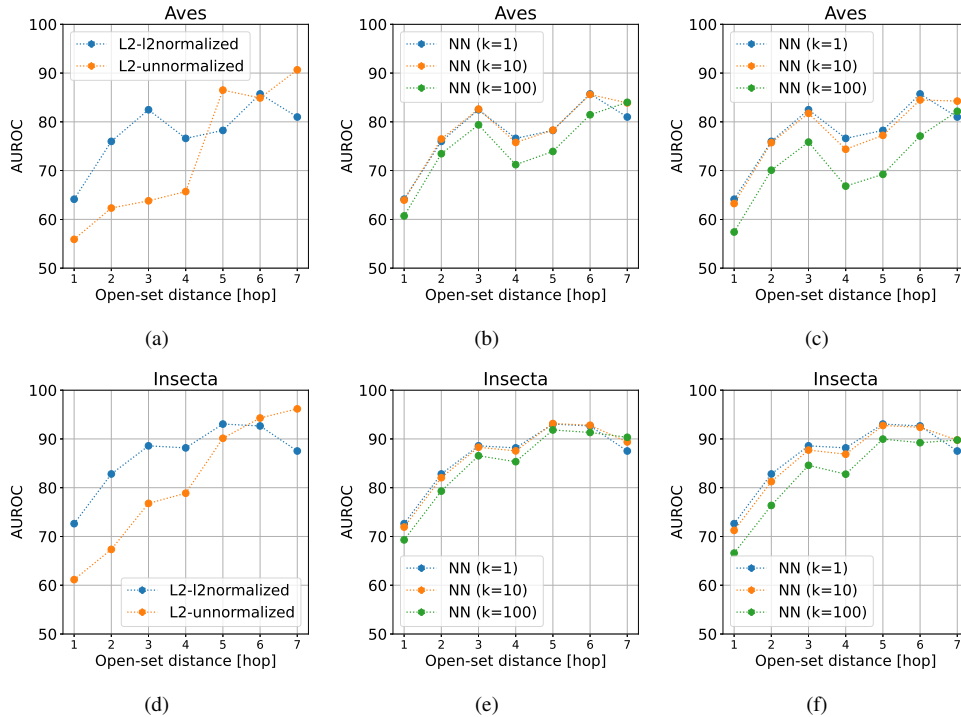 Aves
100
90
80
70
60
50
AUROC
L2-l2normalized
L2-unnormalized
1 2 3 4 5 6 7
Open-set distance [hop]
(a)
Aves
100
90
80
70
60
50
AUROC
NN (k=1)
NN (k=10)
NN (k=100)
1 2 3 4 5 6 7
Open-set distance [hop]
(b)
Aves
100
90
80
70
60
50
AUROC
NN (k=1)
NN (k=10)
NN (k=100)
1 2 3 4 5 6 7
Open-set distance [hop]
(c)
Insecta
100
90
80
70
60
50
AUROC
L2-l2normalized
L2-unnormalized
1 2 3 4 5 6 7
Open-set distance [hop]
(d)
Insecta
100
90
80
70
60
50
AUROC
NN (k=1)
NN (k=10)
NN (k=100)
1 2 3 4 5 6 7
Open-set distance [hop]
(e)
Insecta
100
90
80
70
60
50
AUROC
NN (k=1)
NN (k=10)
NN (k=100)
1 2 3 4 5 6 7
Open-set distance [hop]
(f)